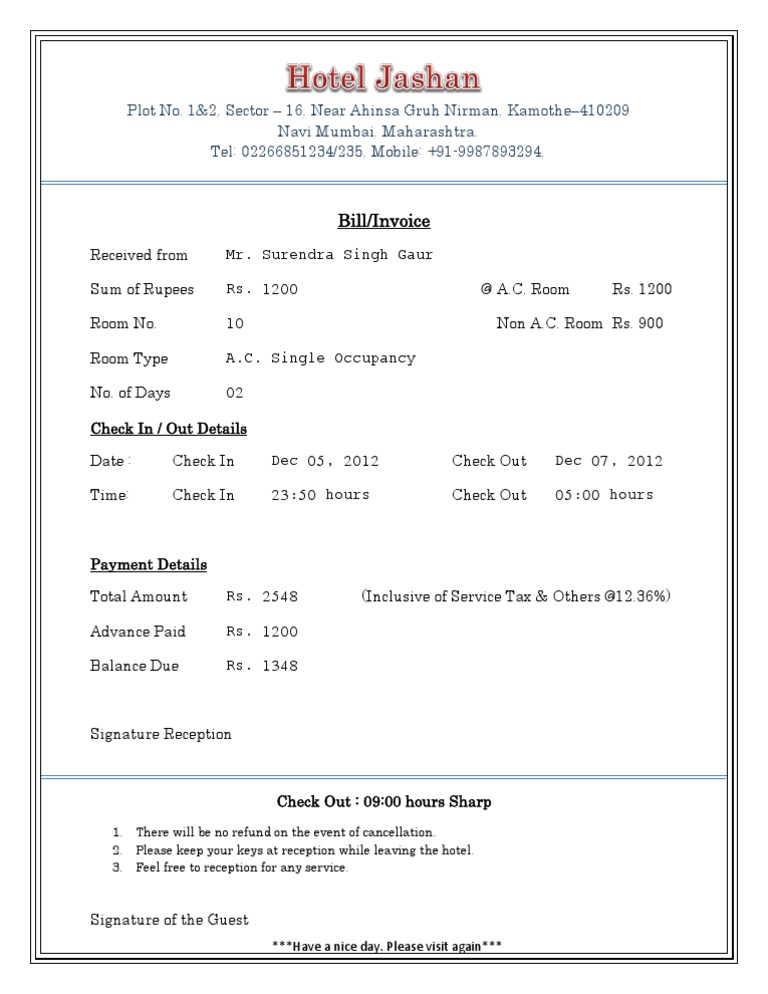 Hotel Jashan
Plot No. 1&2, Sector – 16, Near Ahinsa Gruh Nirman, Kamothe–410209
Navi Mumbai, Maharashtra.
Tel: 02266851234/235, Mobile: +91-9987893294,
Bill/Invoice
Received from Mr. Surendra Singh Gaur
Sum of Rupees Rs. 1200 @ A.C. Room Rs. 1200
Room No. 10 Non A.C. Room Rs. 900
Room Type A.C. Single Occupancy
No. of Days 02
Check In / Out Details
Date : Check In Dec 05, 2012 Check Out Dec 07, 2012
Time: Check In 23:50 hours Check Out 05:00 hours
Payment Details
Total Amount Rs. 2548 (Inclusive of Service Tax & Others @12.36%)
Advance Paid Rs. 1200
Balance Due Rs. 1348
Signature Reception
Check Out : 09:00 hours Sharp
1. There will be no refund on the event of cancellation.
2. Please keep your keys at reception while leaving the hotel.
3. Feel free to reception for any service.
Signature of the Guest
***Have a nice day. Please visit again***